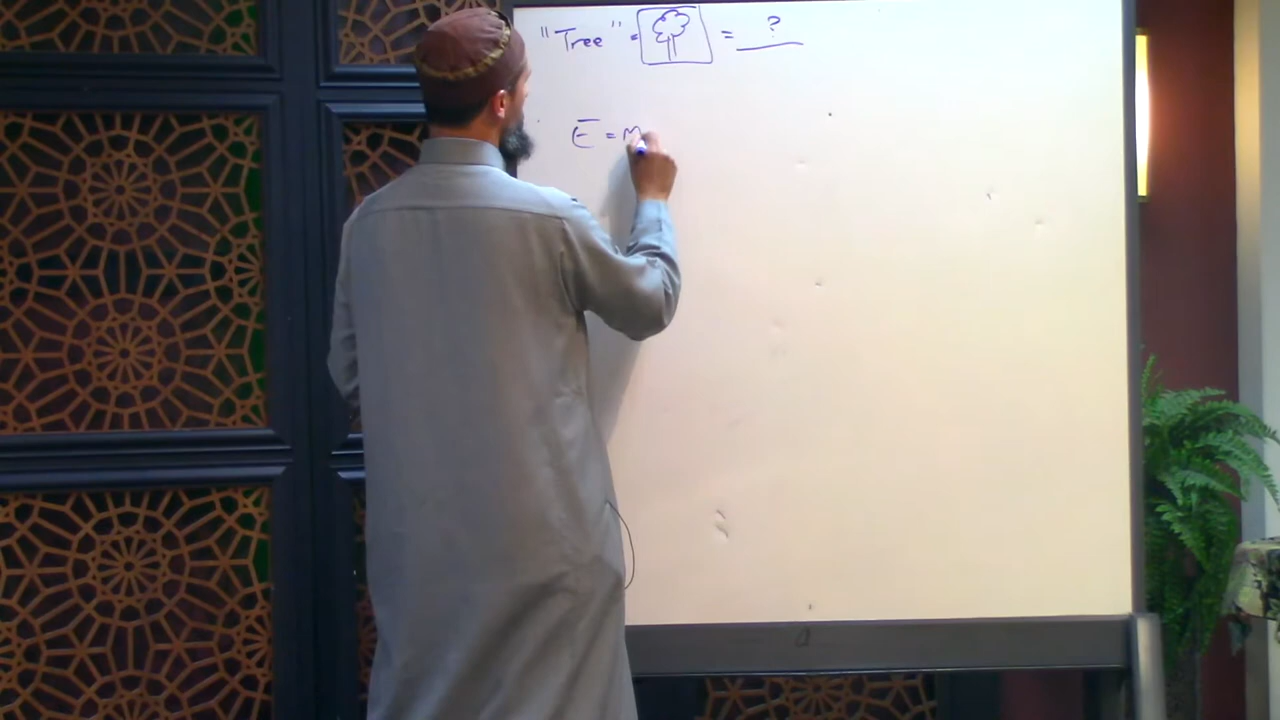 "Tree" = = ?
E = M